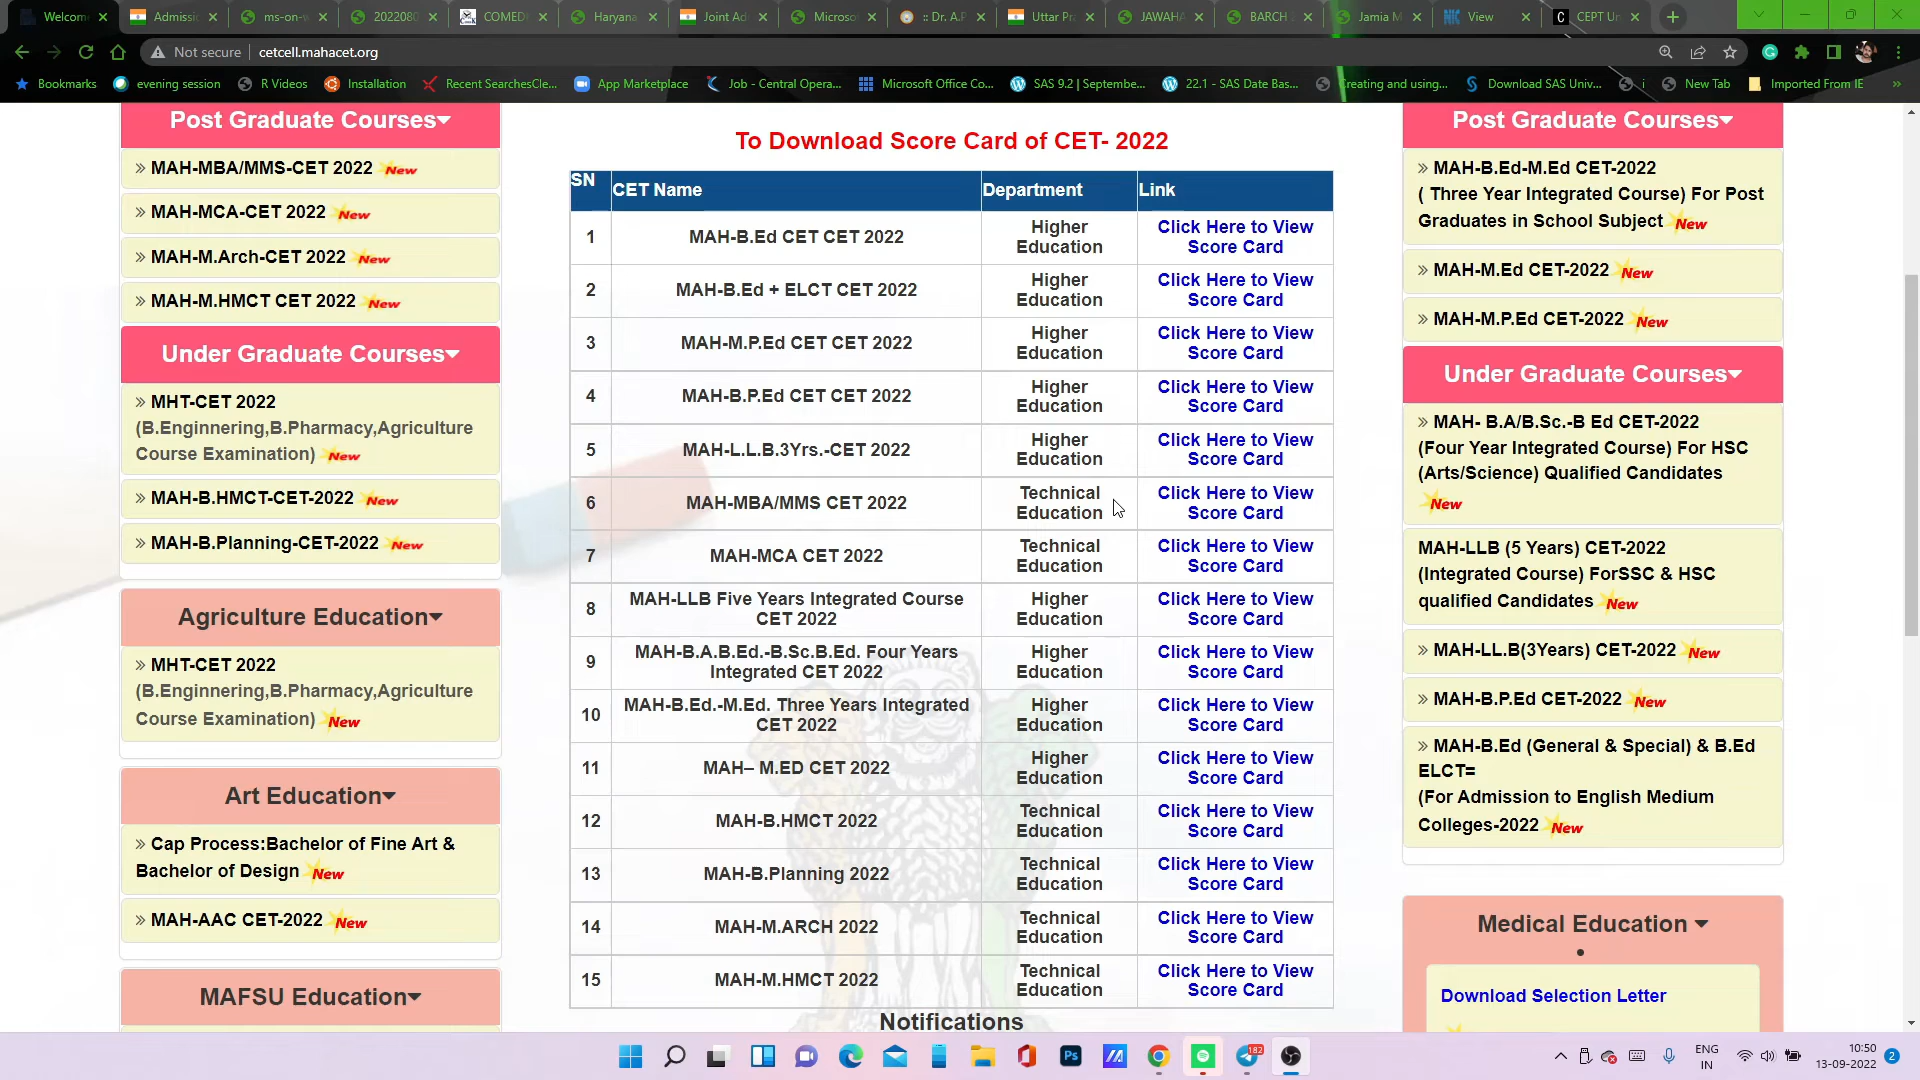 Welcome
Admissi
ms-on-v
2022080
COMED
Haryana
Joint Ad
Microso
:: Dr. A.P
Uttar Pr
JAWAHA
BARCH
Jamia M
View
CEPT Un
Not secure
cetcell.mahacet.org
Bookmarks
evening session
R Videos
Installation
Recent SearchesCle...
App Marketplace
Job - Central Opera...
Microsoft Office Co...
SAS 9.2 | Septembe...
22.1 - SAS Date Bas...
Creating and using...
Download SAS Univ...
i
New Tab
Imported From IE
»
Post Graduate Courses
» MAH-MBA/MMS-CET 2022 New
» MAH-MCA-CET 2022 New
» MAH-M.Arch-CET 2022 New
» MAH-M.HMCT CET 2022 New
Under Graduate Courses
» MHT-CET 2022
(B.Enginnering,B.Pharmacy,Agriculture
Course Examination) New
» MAH-B.HMCT-CET-2022 New
» MAH-B.Planning-CET-2022 New
Agriculture Education
» MHT-CET 2022
(B.Enginnering,B.Pharmacy,Agriculture
Course Examination) New
Art Education
» Cap Process:Bachelor of Fine Art &
Bachelor of Design New
» MAH-AAC CET-2022 New
MAFSU Education
To Download Score Card of CET- 2022
SN CET Name Department Link
1 MAH-B.Ed CET CET 2022 Higher Education Click Here to View Score Card
2 MAH-B.Ed + ELCT CET 2022 Higher Education Click Here to View Score Card
3 MAH-M.P.Ed CET CET 2022 Higher Education Click Here to View Score Card
4 MAH-B.P.Ed CET CET 2022 Higher Education Click Here to View Score Card
5 MAH-L.L.B.3Yrs.-CET 2022 Higher Education Click Here to View Score Card
6 MAH-MBA/MMS CET 2022 Technical Education Click Here to View Score Card
7 MAH-MCA CET 2022 Technical Education Click Here to View Score Card
8 MAH-LLB Five Years Integrated Course CET 2022 Higher Education Click Here to View Score Card
9 MAH-B.A.B.Ed.-B.Sc.B.Ed. Four Years Integrated CET 2022 Higher Education Click Here to View Score Card
10 MAH-B.Ed.-M.Ed. Three Years Integrated CET 2022 Higher Education Click Here to View Score Card
11 MAH– M.ED CET 2022 Higher Education Click Here to View Score Card
12 MAH-B.HMCT 2022 Technical Education Click Here to View Score Card
13 MAH-B.Planning 2022 Technical Education Click Here to View Score Card
14 MAH-M.ARCH 2022 Technical Education Click Here to View Score Card
15 MAH-M.HMCT 2022 Technical Education Click Here to View Score Card
Notifications
Post Graduate Courses
» MAH-B.Ed-M.Ed CET-2022
( Three Year Integrated Course) For Post
Graduates in School Subject New
» MAH-M.Ed CET-2022 New
» MAH-M.P.Ed CET-2022 New
Under Graduate Courses
» MAH- B.A/B.Sc.-B Ed CET-2022
(Four Year Integrated Course) For HSC
(Arts/Science) Qualified Candidates
New
MAH-LLB (5 Years) CET-2022
(Integrated Course) ForSSC & HSC
qualified Candidates New
» MAH-LL.B(3Years) CET-2022 New
» MAH-B.P.Ed CET-2022 New
» MAH-B.Ed (General & Special) & B.Ed
ELCT=
(For Admission to English Medium
Colleges-2022 New
Medical Education
Download Selection Letter
Ps
182
ENG
IN
10:50
13-09-2022
2